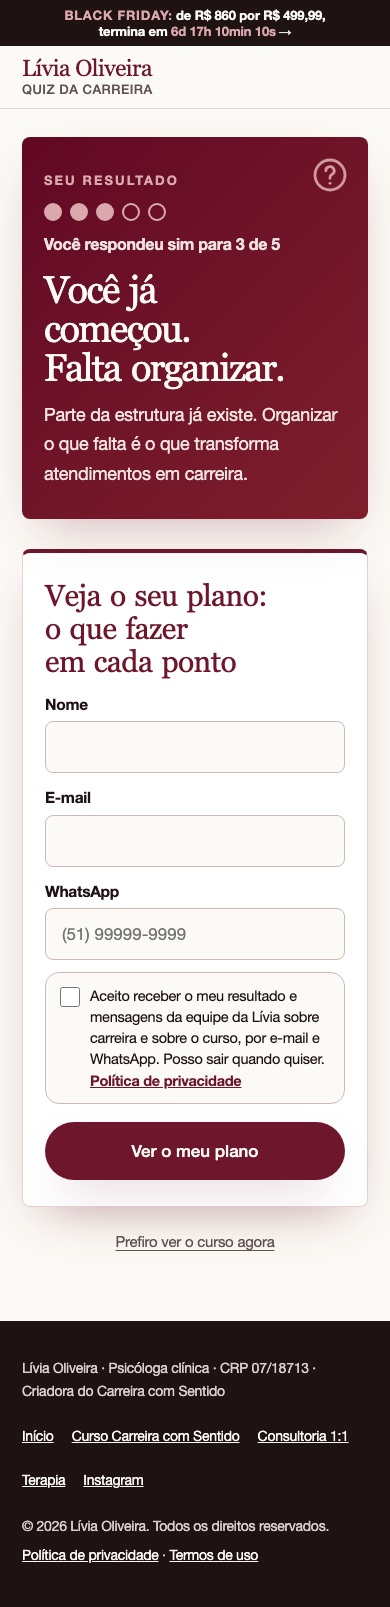 BLACK FRIDAY: de R$ 860 por R$ 499,99,
termina em 6d 17h 10min 10s →
Lívia Oliveira
QUIZ DA CARREIRA
SEU RESULTADO
Você respondeu sim para 3 de 5
Você já
começou.
Falta organizar.
Parte da estrutura já existe. Organizar
o que falta é o que transforma
atendimentos em carreira.
Veja o seu plano:
o que fazer
em cada ponto
Nome
E-mail
WhatsApp
(51) 99999-9999
Aceito receber o meu resultado e
mensagens da equipe da Lívia sobre
carreira e sobre o curso, por e-mail e
WhatsApp. Posso sair quando quiser.
Política de privacidade
Ver o meu plano
Prefiro ver o curso agora
Lívia Oliveira · Psicóloga clínica · CRP 07/18713 ·
Criadora do Carreira com Sentido
Início Curso Carreira com Sentido Consultoria 1:1
Terapia Instagram
© 2026 Lívia Oliveira. Todos os direitos reservados.
Política de privacidade · Termos de uso